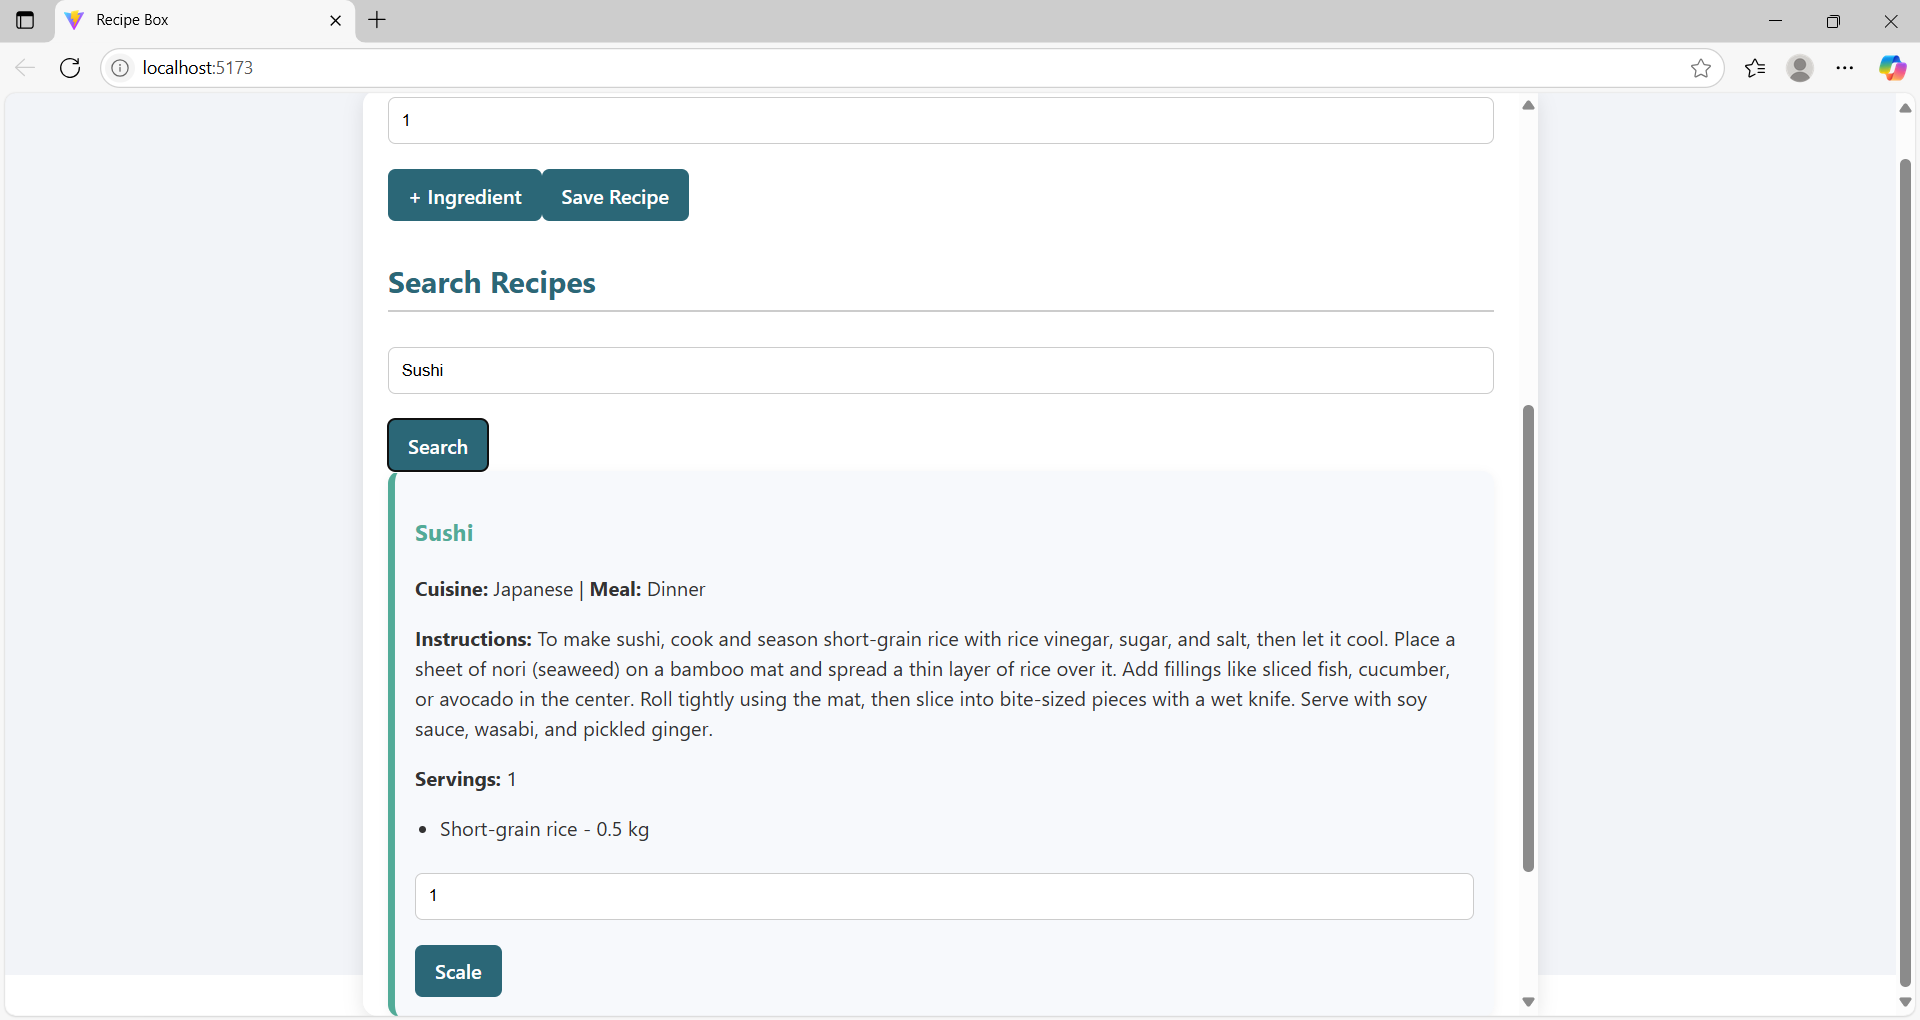 Recipe Box
localhost:5173
1
+ Ingredient Save Recipe
Search Recipes
Sushi
Search
Sushi
Cuisine: Japanese | Meal: Dinner
Instructions: To make sushi, cook and season short-grain rice with rice vinegar, sugar, and salt, then let it cool. Place a
sheet of nori (seaweed) on a bamboo mat and spread a thin layer of rice over it. Add fillings like sliced fish, cucumber,
or avocado in the center. Roll tightly using the mat, then slice into bite-sized pieces with a wet knife. Serve with soy
sauce, wasabi, and pickled ginger.
Servings: 1
• Short-grain rice - 0.5 kg
1
Scale